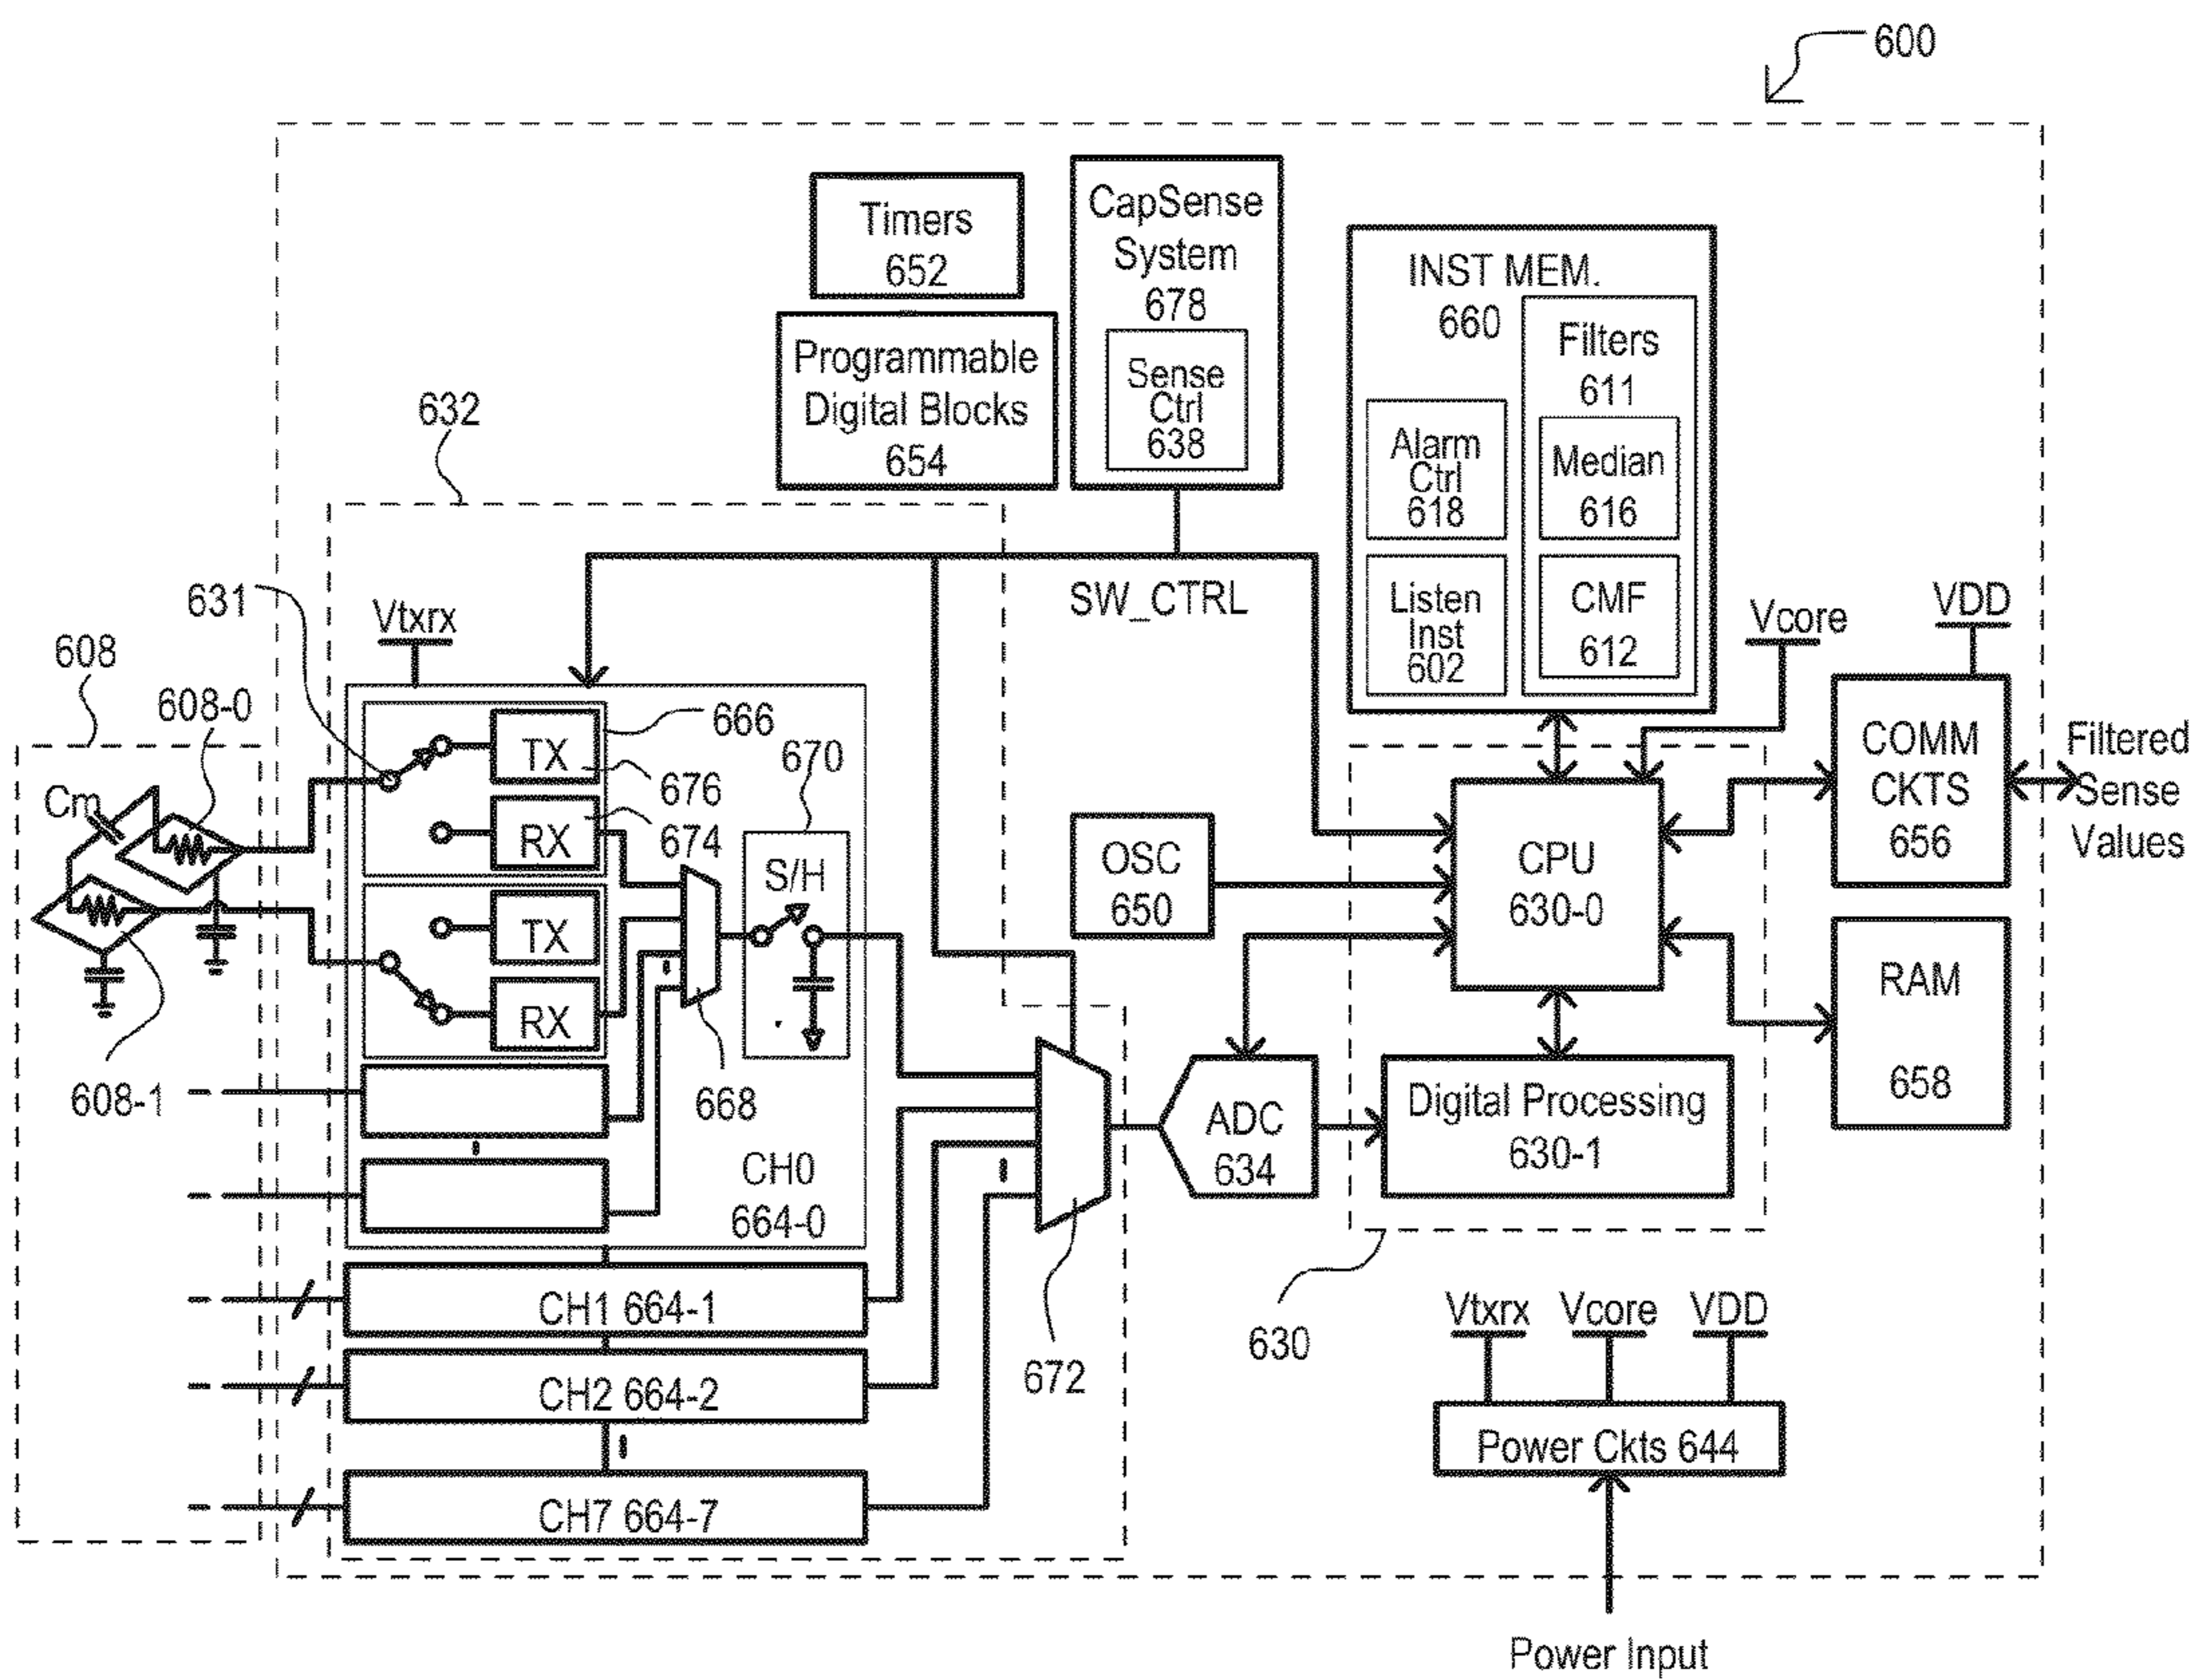 600
Timers
652
Programmable
Digital Blocks
654
CapSense
System
678
Sense
Ctrl
638
INST MEM.
660
Filters
611
Alarm
Ctrl
618
Median
616
Listen
Inst
602
CMF
612
632
631
Vtxrx
SW_CTRL
Vcore
VDD
608
608-0
Cm
608-1
TX
666
676
RX
674
TX
RX
670
S/H
668
CH0
664-0
CH1 664-1
CH2 664-2
CH7 664-7
672
OSC
650
ADC
634
CPU
630-0
Digital Processing
630-1
630
COMM
CKTS
656
Filtered
Sense
Values
RAM
658
Vtxrx
Vcore
VDD
Power Ckts 644
Power Input